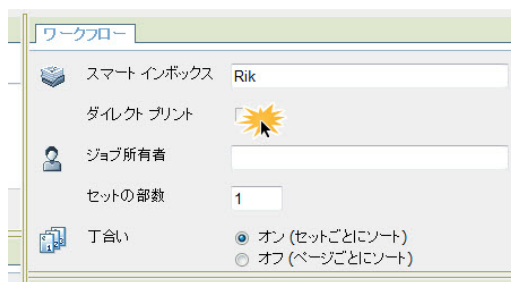 ワークフロー
スマート インボックス Rik
ダイレクト プリント
ジョブ所有者
セットの部数 1
丁合い オン (セットごとにソート)
オフ (ページごとにソート)